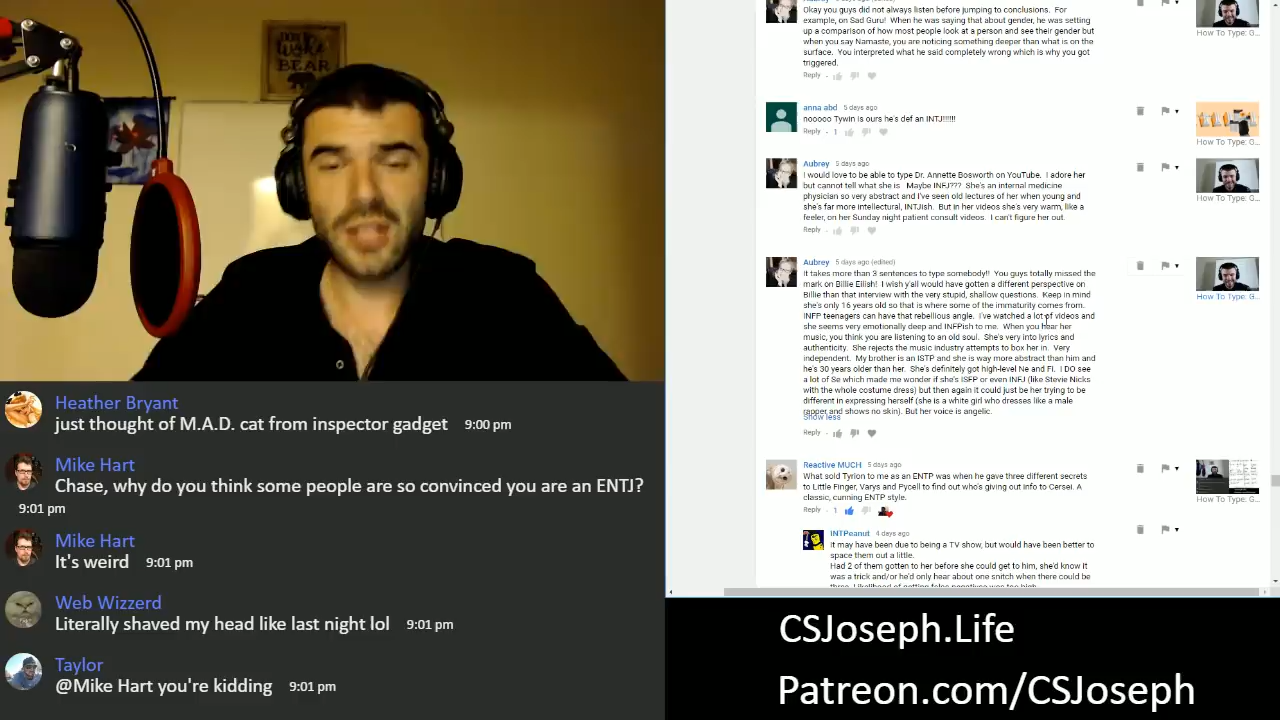 DON'T
Wake
THE
BEAR
Heather Bryant
just thought of M.A.D. cat from inspector gadget 9:00 pm
Mike Hart
Chase, why do you think some people are so convinced you are an ENTJ?
9:01 pm
Mike Hart
It's weird 9:01 pm
Web Wizzerd
Literally shaved my head like last night lol 9:01 pm
Taylor
@Mike Hart you're kidding 9:01 pm
Okay you guys did not always listen before jumping to conclusions. For
example, on Sad Guru! When he was saying that about gender, he was setting
up a comparison of how most people look at a person and see their gender but
when you say Namaste, you are noticing something deeper than what is on the
surface. You interpreted what he said completely wrong which is why you got
triggered.
Reply
How To Type: G...
anna abd 5 days ago
nooooo Tywin is ours he's def an INTJ!!!!!!
Reply · 1
How To Type: G...
Aubrey 5 days ago
I would love to be able to type Dr. Annette Bosworth on YouTube. I adore her
but cannot tell what she is Maybe INFJ??? She's an internal medicine
physician so very abstract and I've seen old lectures of her when young and
she's far more intellectual, INTJish. But in her videos she's very warm, like a
feeler, on her Sunday night patient consult videos. I can't figure her out.
Reply ·
How To Type: G...
Aubrey 5 days ago (edited)
It takes more than 3 sentences to type somebody!! You guys totally missed the
mark on Billie Eilish! I wish y'all would have gotten a different perspective on
Billie than that interview with the very stupid, shallow questions. Keep in mind
she's only 16 years old so that is where some of the immaturity comes from.
INFP teenagers can have that rebellious angle. I've watched a lot of videos and
she seems very emotionally deep and INFPish to me. When you hear her
music, you think you are listening to an old soul. She's very into lyrics and
authenticity. She rejects the music industry attempts to box her in. Very
independent. My brother is an ISTP and she is way more abstract than him and
he's 30 years older than her. She's definitely got high-level Ne and Fi. I DO see
a lot of Se which made me wonder if she's ISFP or even INFJ (like Stevie Nicks
with the whole costume dress) but then again it could just be her trying to be
different in expressing herself (she is a white girl who dresses like a male
rapper and shows no skin). But her voice is angelic.
Show less
Reply ·
How To Type: G...
Reactive MUCH 5 days ago
What sold Tyrion to me as an ENTP was when he gave three different secrets
to Little Finger, Varys and Pycell to find out who's giving out info to Cersei. A
classic, cunning ENTP style.
Reply · 1
How To Type: G...
INTPeanut 4 days ago
It may have been due to being a TV show, but would have been better to
space them out a little.
Had 2 of them gotten to her before she could get to him, she'd know it
was a trick and/or he'd only hear about one snitch when there could be
CSJoseph.Life
Patreon.com/CSJoseph